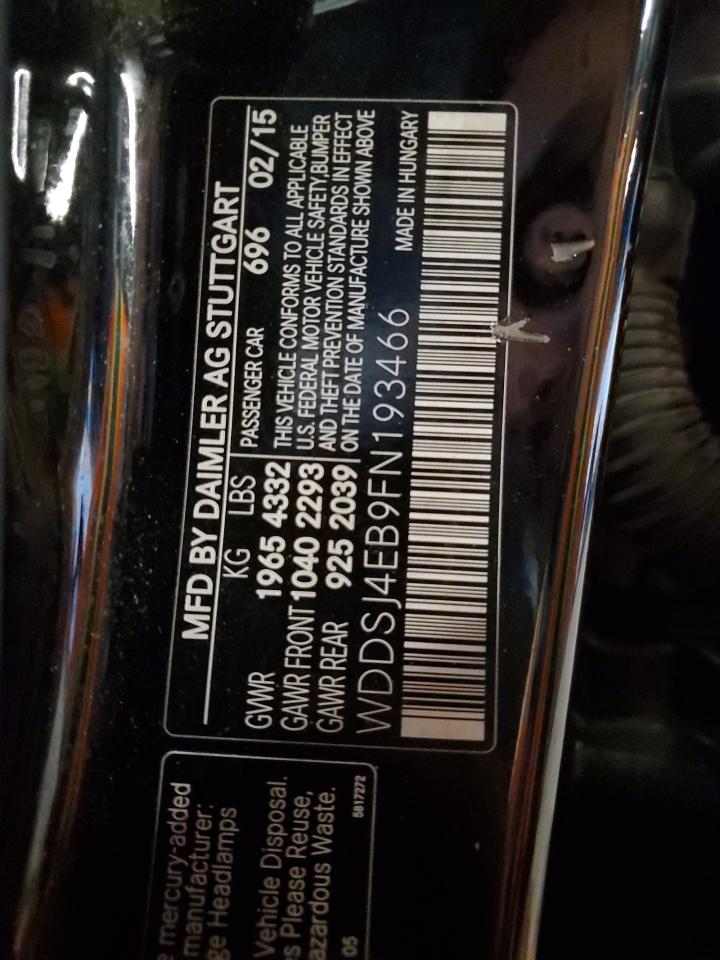 MFD BY DAIMLER AG STUTTGART
KG LBS PASSENGER CAR 696 02/15
GVWR 1965 4332 THIS VEHICLE CONFORMS TO ALL APPLICABLE
GAWR FRONT 1040 2293 U.S. FEDERAL MOTOR VEHICLE SAFETY,BUMPER
GAWR REAR 925 2039 AND THEFT PREVENTION STANDARDS IN EFFECT
ON THE DATE OF MANUFACTURE SHOWN ABOVE
WDDSJ4EB9FN193466 MADE IN HUNGARY
mercury-added
manufacturer:
Headlamps
Vehicle Disposal.
Please Reuse,
Waste.
05 5817272